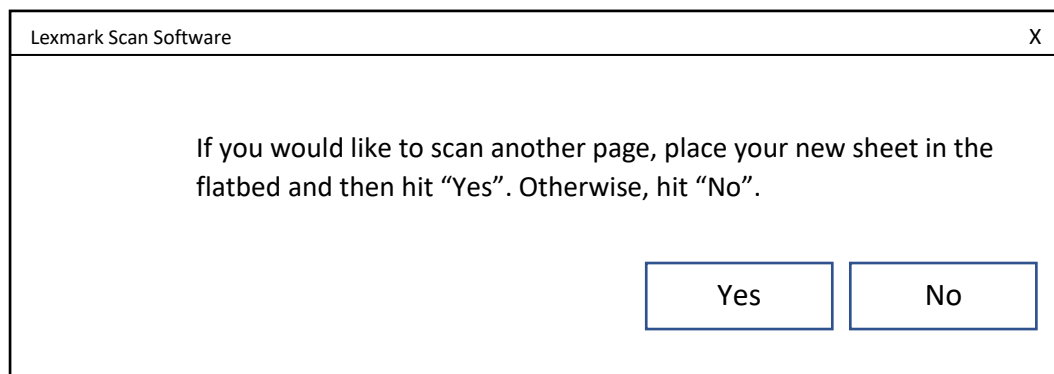 Lexmark Scan Software X
If you would like to scan another page, place your new sheet in the
flatbed and then hit “Yes”. Otherwise, hit “No”.
Yes No